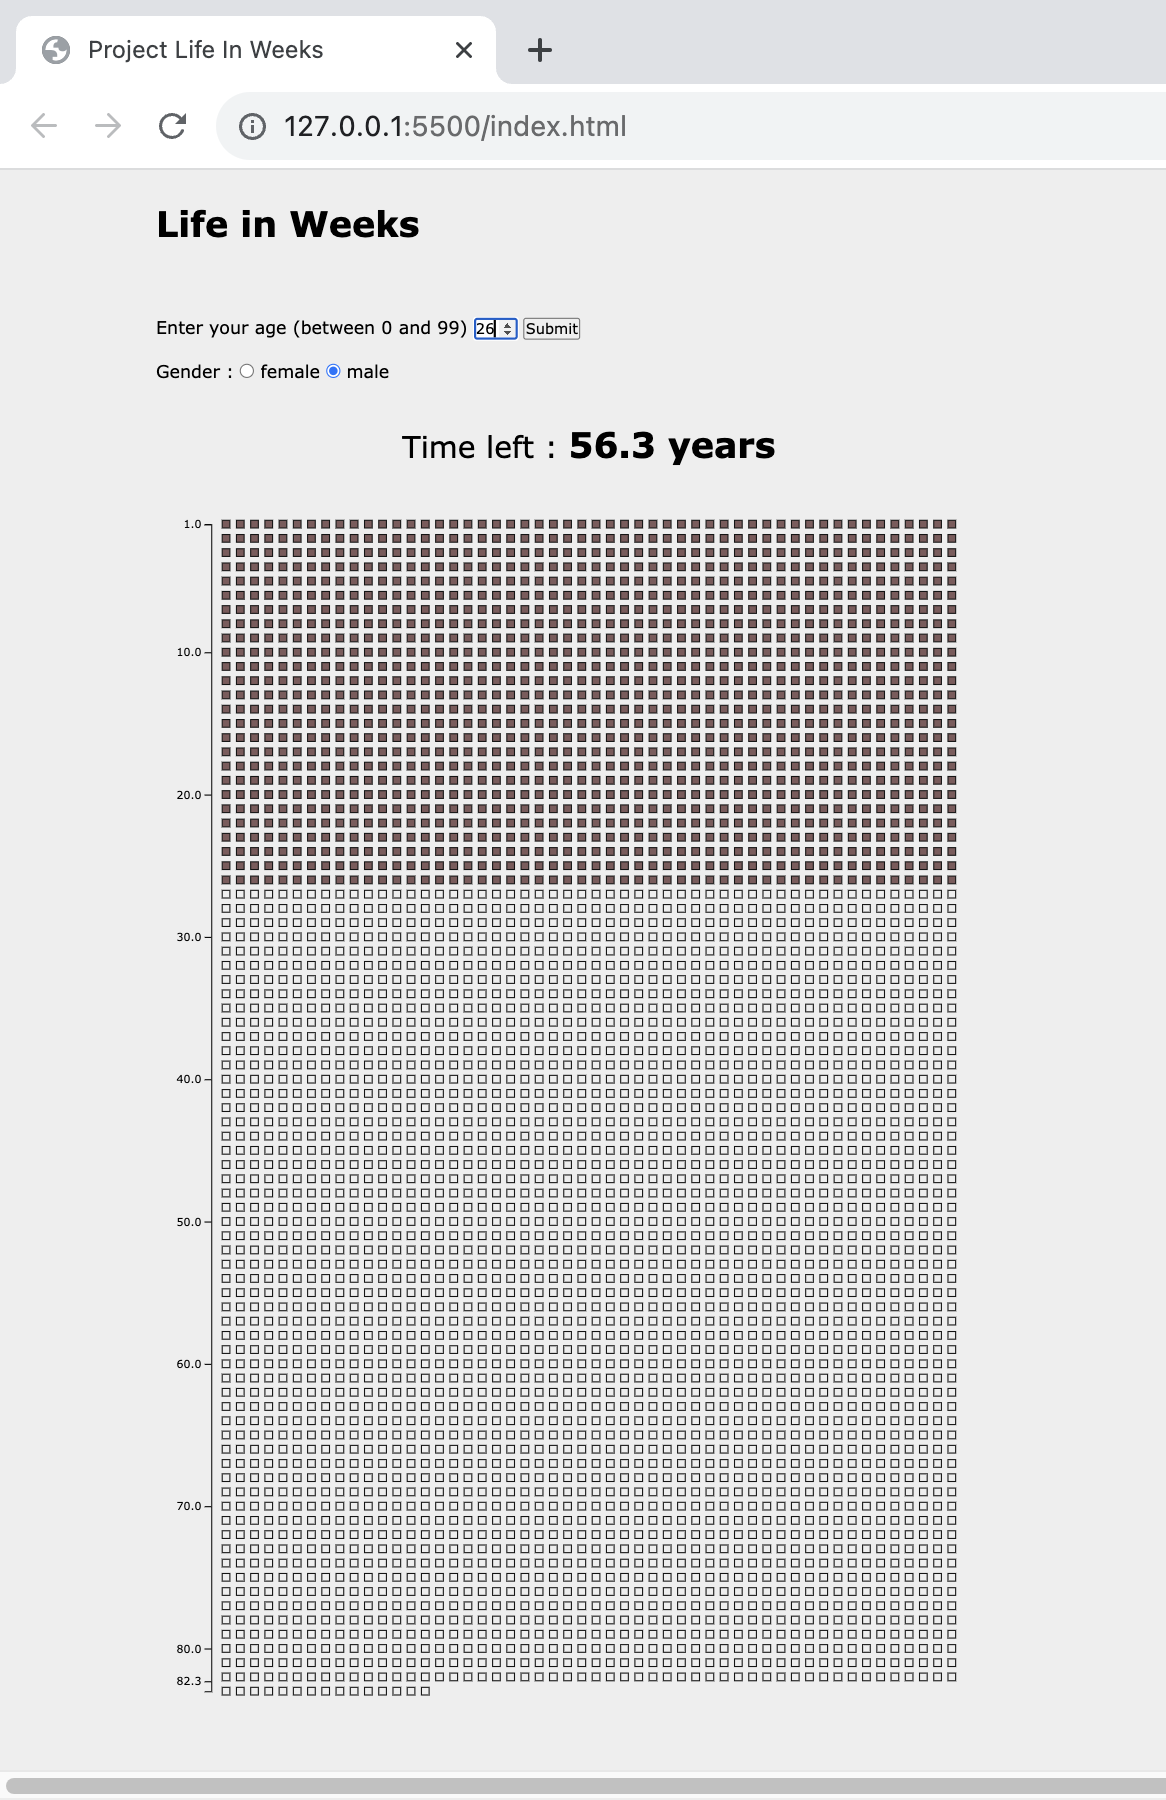 Project Life In Weeks
127.0.0.1:5500/index.html
Life in Weeks
Enter your age (between 0 and 99) 26 Submit
Gender : female male
Time left : 56.3 years
1.0
10.0
20.0
30.0
40.0
50.0
60.0
70.0
80.0
82.3